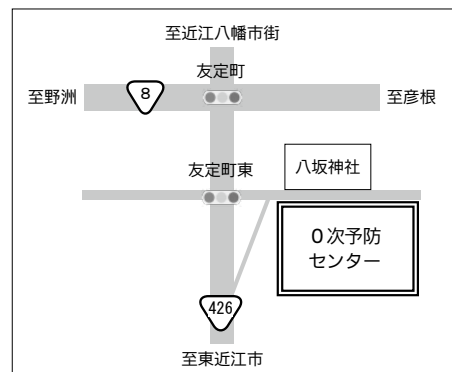 至近江八幡市街
友定町
至野洲
8
至彦根
友定町東
八坂神社
0次予防
センター
426
至東近江市